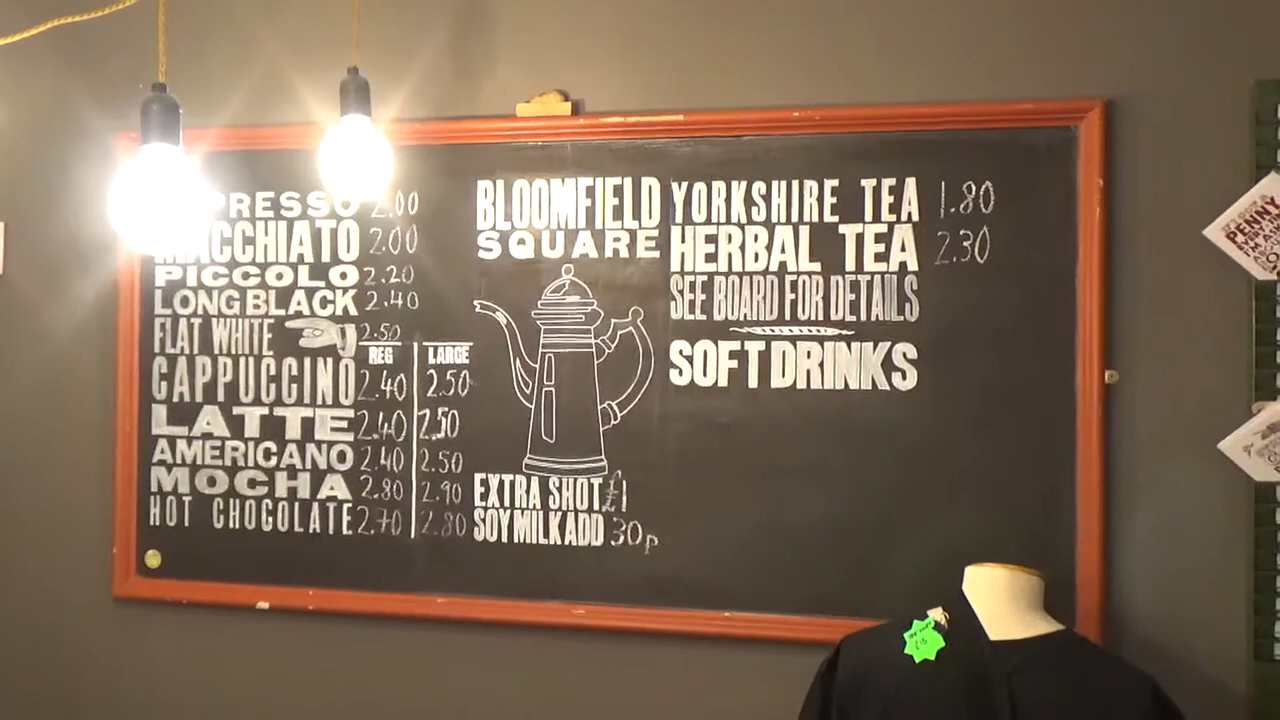 ESPRESSO 2.00
MACCHIATO 2.00
PICCOLO 2.20
LONG BLACK 2.40
FLAT WHITE 2.50
REG LARGE
CAPPUCCINO 2.40 2.50
LATTE 2.40 2.50
AMERICANO 2.40 2.50
MOCHA 2.80 2.90
HOT CHOCOLATE 2.70 2.80
BLOOMFIELD
SQUARE
EXTRA SHOT £1
SOY MILK ADD 30p
YORKSHIRE TEA 1.80
HERBAL TEA 2.30
SEE BOARD FOR DETAILS
SOFT DRINKS
PENNY